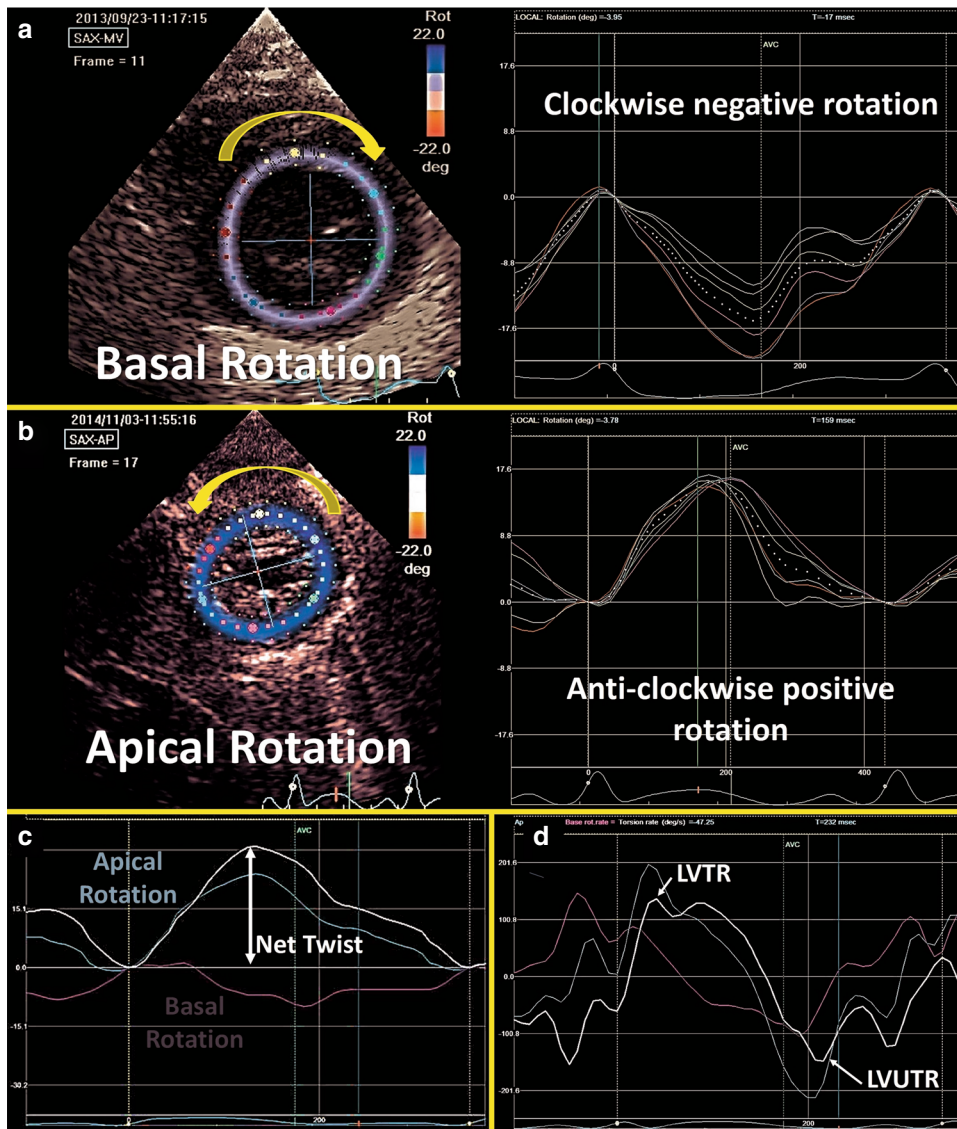 a
2013/09/23-11:17:15
SAX-MV
Frame = 11
Rot
22.0
-22.0
deg
Basal Rotation
LOCAL: Rotation (deg) =-3.95
T=-17 msec
AVC
17.6
8.8
0.0
-8.8
-17.6
Clockwise negative rotation
0
200
b
2014/11/03-11:55:16
SAX-AP
Frame = 17
Rot
22.0
-22.0
deg
Apical Rotation
LOCAL: Rotation (deg) =-3.78
T=159 msec
AVC
17.6
8.8
0.0
-8.8
-17.6
Anti-clockwise positive
rotation
0
200
400
c
AVC
Apical
Rotation
15.1
Net Twist
0.0
Basal
Rotation
-15.1
-30.2
0
200
Ap
d
Base rot.rate = Torsion rate (deg/s) =-47.25
T=232 msec
AVC
201.6
LVTR
100.8
0.0
-100.8
LVUTR
-201.6
0
200